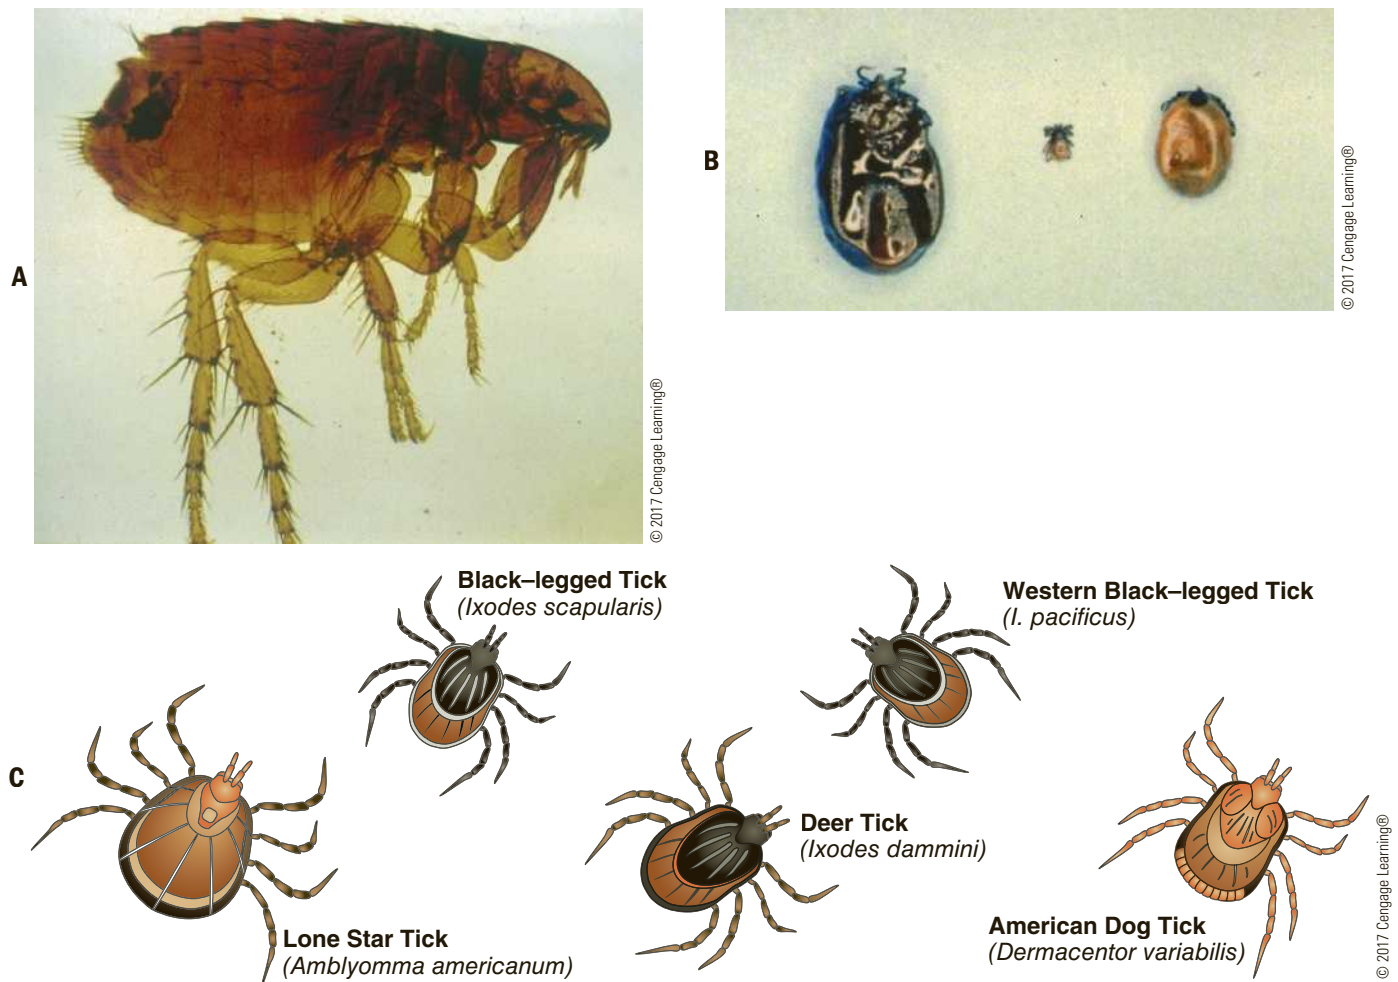 A
© 2017 Cengage Learning®
B
© 2017 Cengage Learning®
C
Black–legged Tick
(Ixodes scapularis)
Western Black–legged Tick
(I. pacificus)
Deer Tick
(Ixodes dammini)
Lone Star Tick
(Amblyomma americanum)
American Dog Tick
(Dermacentor variabilis)
© 2017 Cengage Learning®